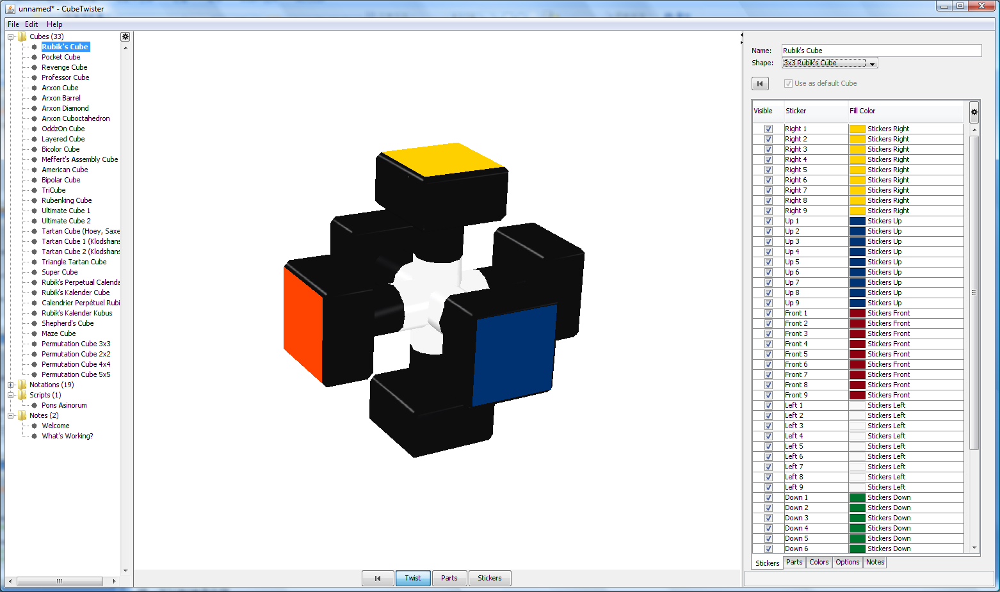 unnamed* - CubeTwister
File Edit Help
Cubes (33)
Rubik's Cube
Pocket Cube
Revenge Cube
Professor Cube
Arxon Cube
Arxon Barrel
Arxon Diamond
Arxon Cuboctahedron
OddzOn Cube
Layered Cube
Bicolor Cube
Meffert's Assembly Cube
American Cube
Bipolar Cube
TriCube
Rubenking Cube
Ultimate Cube 1
Ultimate Cube 2
Tartan Cube (Hoey, Saxe
Tartan Cube 1 (Klodshans
Tartan Cube 2 (Klodshans
Triangle Tartan Cube
Super Cube
Rubik's Perpetual Calenda
Rubik's Kalender Cube
Calendrier Perpétuel Rubi
Rubik's Kalender Kubus
Shepherd's Cube
Maze Cube
Permutation Cube 3x3
Permutation Cube 2x2
Permutation Cube 4x4
Permutation Cube 5x5
Notations (19)
Scripts (1)
Pons Asinorum
Notes (2)
Welcome
What's Working?
Twist Parts Stickers
Name: Rubik's Cube
Shape: 3x3 Rubik's Cube
Use as default Cube
Visible Sticker Fill Color
Right 1 Stickers Right
Right 2 Stickers Right
Right 3 Stickers Right
Right 4 Stickers Right
Right 5 Stickers Right
Right 6 Stickers Right
Right 7 Stickers Right
Right 8 Stickers Right
Right 9 Stickers Right
Up 1 Stickers Up
Up 2 Stickers Up
Up 3 Stickers Up
Up 4 Stickers Up
Up 5 Stickers Up
Up 6 Stickers Up
Up 7 Stickers Up
Up 8 Stickers Up
Up 9 Stickers Up
Front 1 Stickers Front
Front 2 Stickers Front
Front 3 Stickers Front
Front 4 Stickers Front
Front 5 Stickers Front
Front 6 Stickers Front
Front 7 Stickers Front
Front 8 Stickers Front
Front 9 Stickers Front
Left 1 Stickers Left
Left 2 Stickers Left
Left 3 Stickers Left
Left 4 Stickers Left
Left 5 Stickers Left
Left 6 Stickers Left
Left 7 Stickers Left
Left 8 Stickers Left
Left 9 Stickers Left
Down 1 Stickers Down
Down 2 Stickers Down
Down 3 Stickers Down
Down 4 Stickers Down
Down 5 Stickers Down
Down 6 Stickers Down
Stickers Parts Colors Options Notes